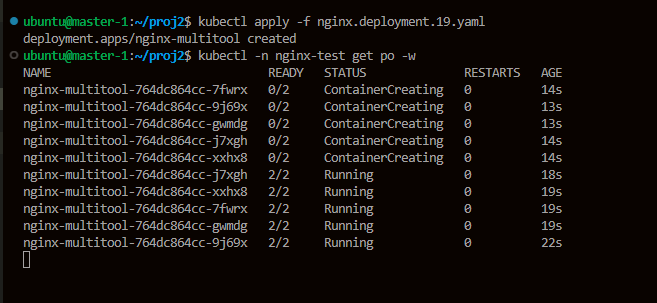 ubuntu@master-1:~/proj2$ kubectl apply -f nginx.deployment.19.yaml
deployment.apps/nginx-multitool created
ubuntu@master-1:~/proj2$ kubectl -n nginx-test get po -w
NAME READY STATUS RESTARTS AGE
nginx-multitool-764dc864cc-7fwrx 0/2 ContainerCreating 0 14s
nginx-multitool-764dc864cc-9j69x 0/2 ContainerCreating 0 13s
nginx-multitool-764dc864cc-gwmdg 0/2 ContainerCreating 0 13s
nginx-multitool-764dc864cc-j7xgh 0/2 ContainerCreating 0 14s
nginx-multitool-764dc864cc-xxhx8 0/2 ContainerCreating 0 14s
nginx-multitool-764dc864cc-j7xgh 2/2 Running 0 18s
nginx-multitool-764dc864cc-xxhx8 2/2 Running 0 19s
nginx-multitool-764dc864cc-7fwrx 2/2 Running 0 19s
nginx-multitool-764dc864cc-gwmdg 2/2 Running 0 19s
nginx-multitool-764dc864cc-9j69x 2/2 Running 0 22s